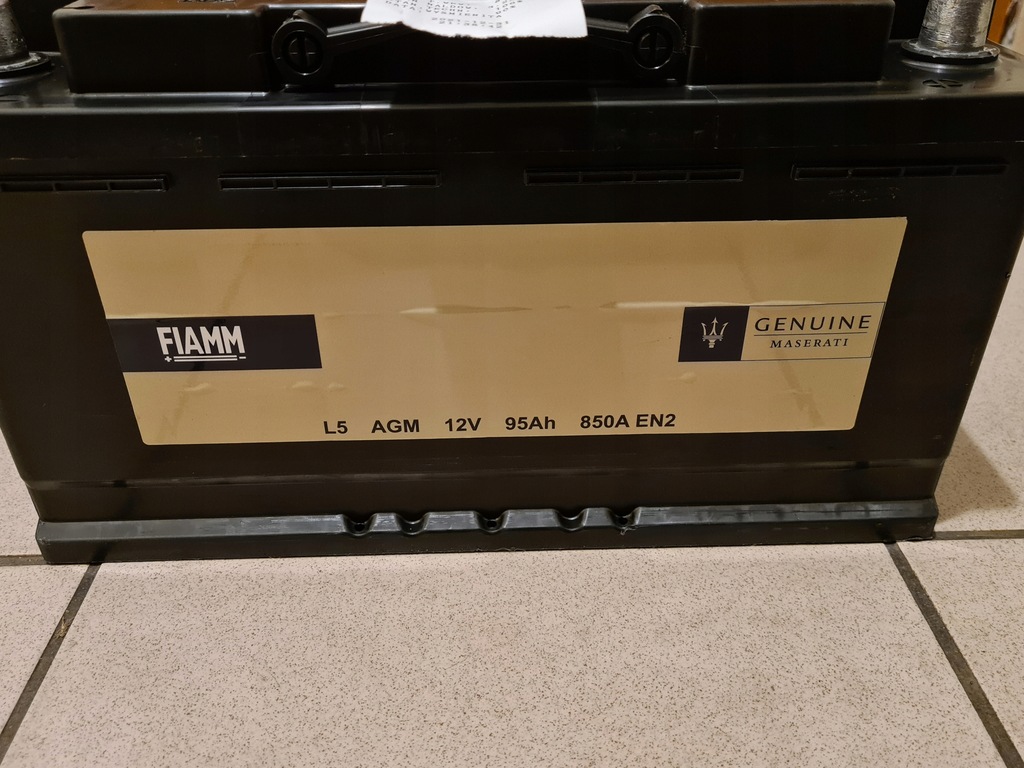 FIAMM
GENUINE
MASERATI
L5 AGM 12V 95Ah 850A EN2